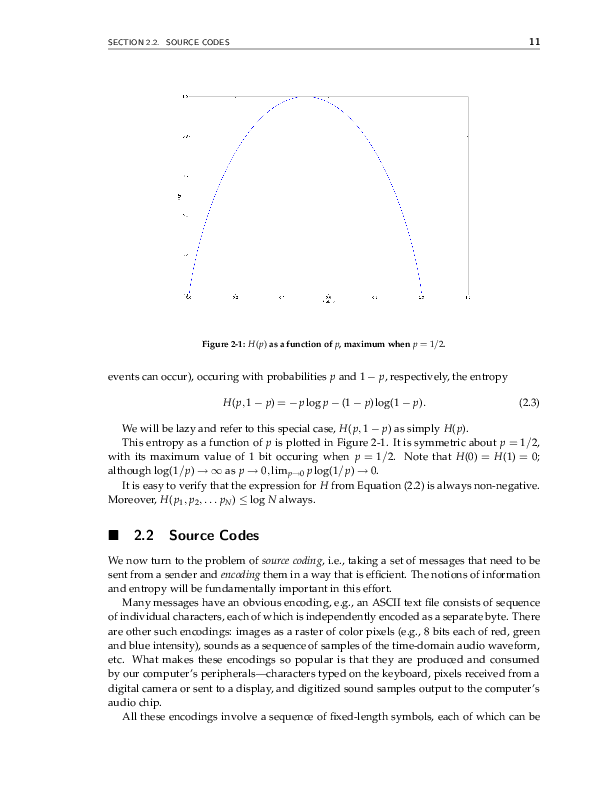 SECTION 2.2. SOURCE CODES 11
Figure 2-1: H(p) as a function of p, maximum when p = 1/2.
events can occur), occuring with probabilities p and 1 − p, respectively, the entropy
H(p, 1 − p) = −p log p − (1 − p) log(1 − p). (2.3)
We will be lazy and refer to this special case, H(p, 1 − p) as simply H(p).
This entropy as a function of p is plotted in Figure 2-1. It is symmetric about p = 1/2,
with its maximum value of 1 bit occuring when p = 1/2. Note that H(0) = H(1) = 0;
although log(1/p) → ∞ as p → 0, limp→0 p log(1/p) → 0.
It is easy to verify that the expression for H from Equation (2.2) is always non-negative.
Moreover, H(p1, p2, . . . pN) ≤ log N always.
■ 2.2 Source Codes
We now turn to the problem of source coding, i.e., taking a set of messages that need to be
sent from a sender and encoding them in a way that is efficient. The notions of information
and entropy will be fundamentally important in this effort.
Many messages have an obvious encoding, e.g., an ASCII text file consists of sequence
of individual characters, each of which is independently encoded as a separate byte. There
are other such encodings: images as a raster of color pixels (e.g., 8 bits each of red, green
and blue intensity), sounds as a sequence of samples of the time-domain audio waveform,
etc. What makes these encodings so popular is that they are produced and consumed
by our computer's peripherals—characters typed on the keyboard, pixels received from a
digital camera or sent to a display, and digitized sound samples output to the computer's
audio chip.
All these encodings involve a sequence of fixed-length symbols, each of which can be